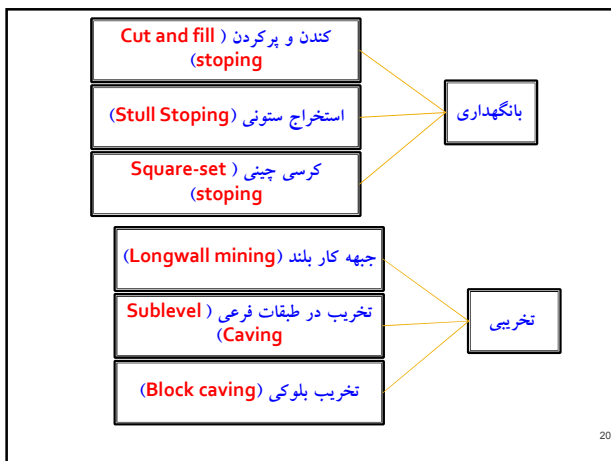 کندن و پرکردن (Cut and fill
stoping)
استخراج ستونی (Stull Stoping)
کرسی چینی (Square-set
stoping)
بانگهداری
جبهه کار بلند (Longwall mining)
تخریب در طبقات فرعی (Sublevel
Caving)
تخریب بلوکی (Block caving)
تخریبی
20